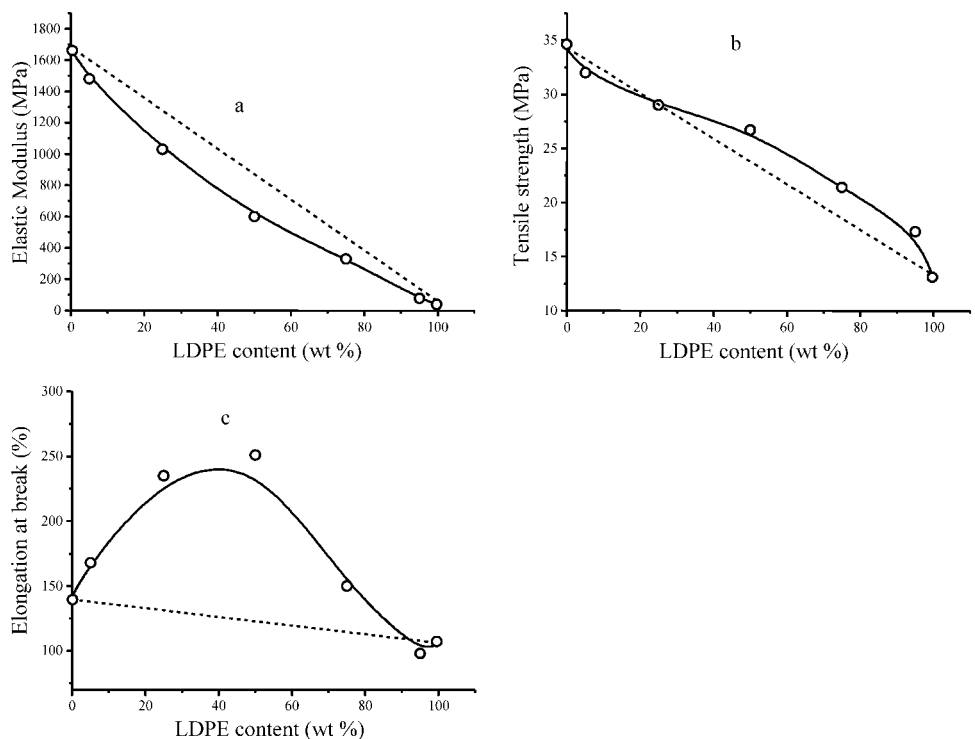 a
Elastic Modulus (MPa)
1800
1600
1400
1200
1000
800
600
400
200
0
0 20 40 60 80 100
LDPE content (wt %)
b
Tensile strength (MPa)
35
30
25
20
15
10
0 20 40 60 80 100
LDPE content (wt %)
c
Elongation at break (%)
300
250
200
150
100
0 20 40 60 80 100
LDPE content (wt %)